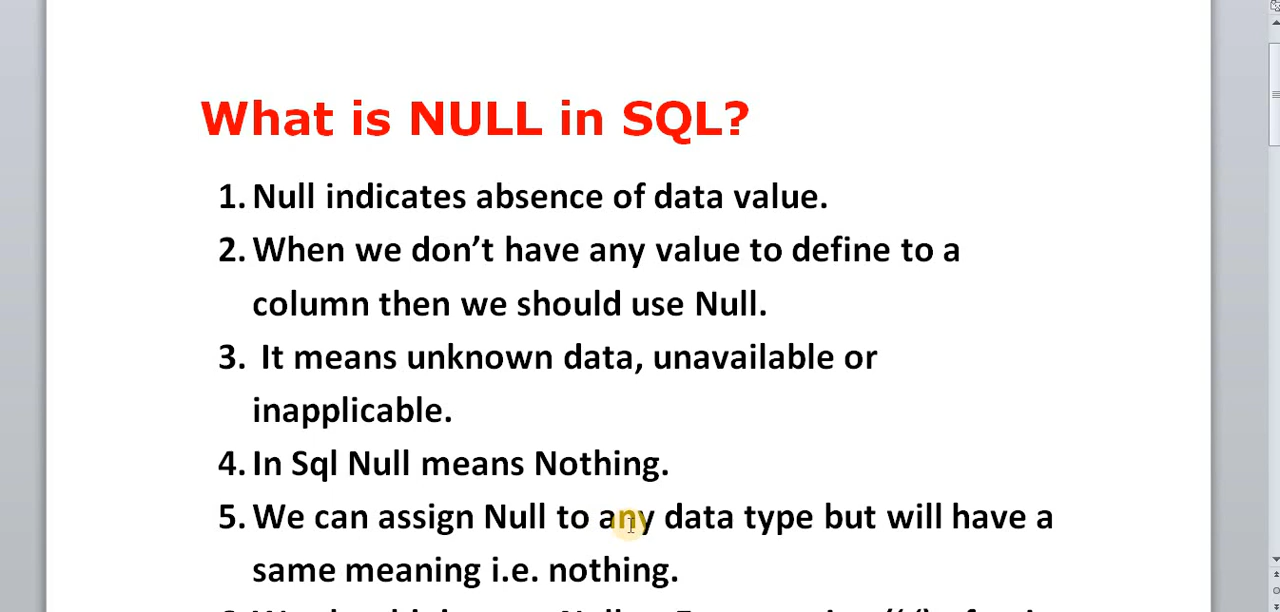 What is NULL in SQL?
1. Null indicates absence of data value.
2. When we don’t have any value to define to a
column then we should use Null.
3. It means unknown data, unavailable or
inapplicable.
4. In Sql Null means Nothing.
5. We can assign Null to any data type but will have a
same meaning i.e. nothing.